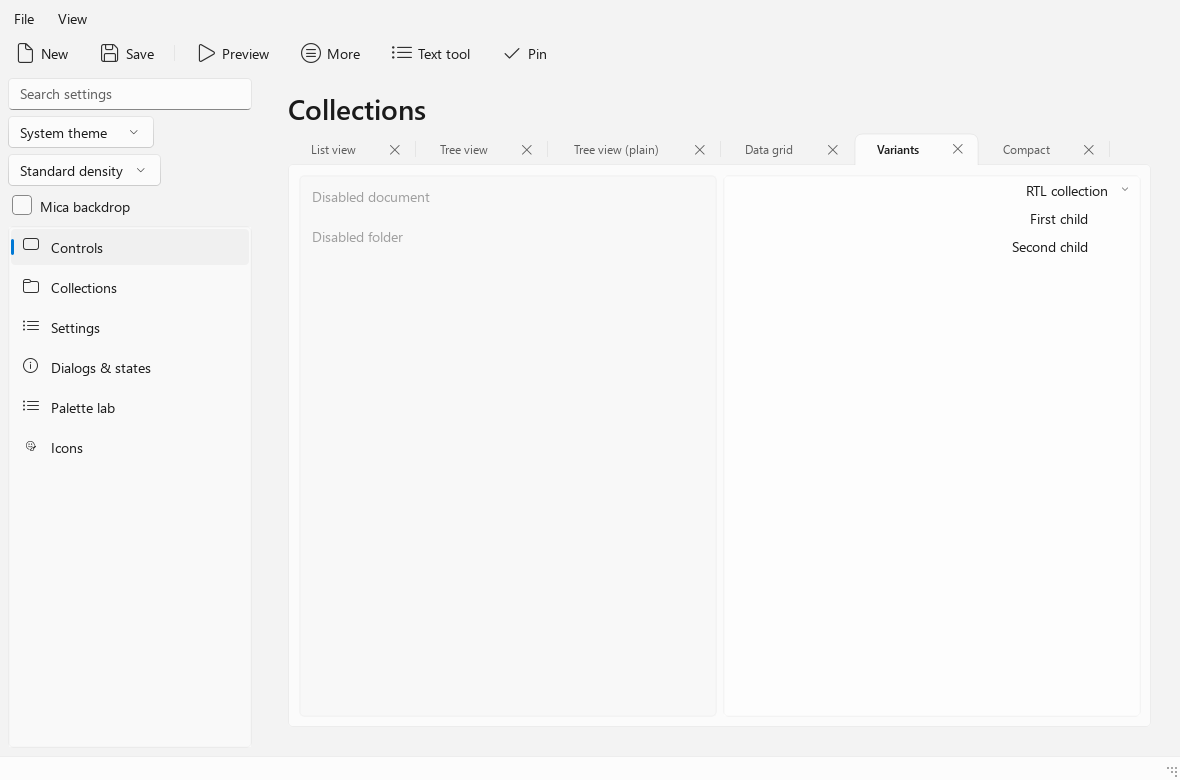 File View
New Save Preview More Text tool Pin
Search settings
System theme
Standard density
Mica backdrop
Controls
Collections
Settings
Dialogs & states
Palette lab
Icons
Collections
List view Tree view Tree view (plain) Data grid Variants Compact
Disabled document
Disabled folder
RTL collection
First child
Second child